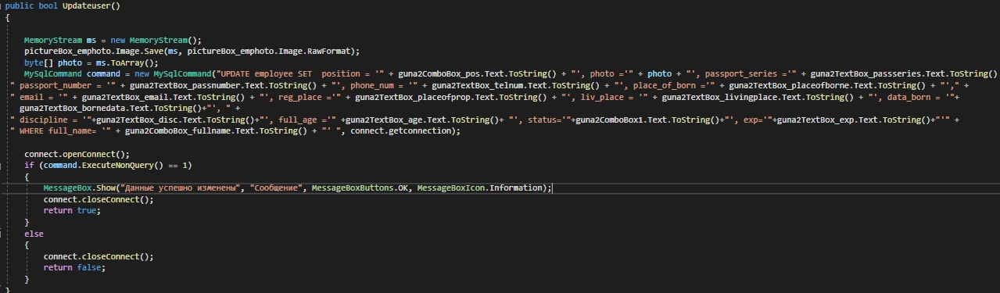 public bool Updateuser()
{
MemoryStream ms = new MemoryStream();
pictureBox_emphoto.Image.Save(ms, pictureBox_emphoto.Image.RawFormat);
byte[] photo = ms.ToArray();
MySqlCommand command = new MySqlCommand("UPDATE employee SET  position = '" + guna2ComboBox_pos.Text.ToString() + "', photo ='" + photo + "', passport_series ='" + guna2TextBox_passseries.Text.ToString()
" passport_number = '" + guna2TextBox_passnumber.Text.ToString() + "', phone_num = '" + guna2TextBox_telnum.Text.ToString() + "', place_of_born ='" + guna2TextBox_placeofborne.Text.ToString() + "'," +
" email = '" + guna2TextBox_email.Text.ToString() + "', reg_place ='" + guna2TextBox_placeofprop.Text.ToString() + "', liv_place = '" + guna2TextBox_livingplace.Text.ToString() + "', data_born = '"+
guna2TextBox_bornedata.Text.ToString()+"', " +
" discipline = '"+guna2TextBox_disc.Text.ToString()+"', full_age ='" +guna2TextBox_age.Text.ToString()+ "', status='"+guna2ComboBox1.Text.ToString()+"', exp='"+guna2TextBox_exp.Text.ToString()+"'" +
" WHERE full_name= '" + guna2ComboBox_fullname.Text.ToString() + "' ", connect.getconnection);
connect.openConnect();
if (command.ExecuteNonQuery() == 1)
{
MessageBox.Show("Данные успешно изменены", "Сообщение", MessageBoxButtons.OK, MessageBoxIcon.Information);
connect.closeConnect();
return true;
}
else
{
connect.closeConnect();
return false;
}
}